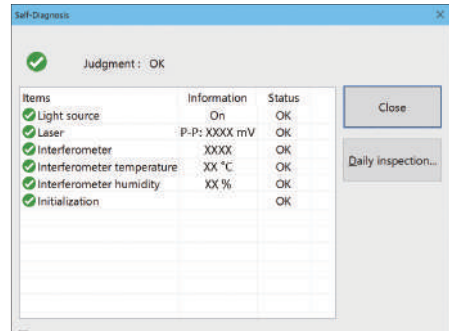 Self-Diagnosis
Judgment : OK
Items Information Status
Light source On OK
Laser P-P: XXXX mV OK
Interferometer XXXX OK
Interferometer temperature XX °C OK
Interferometer humidity XX % OK
Initialization OK
Close
Daily inspection...